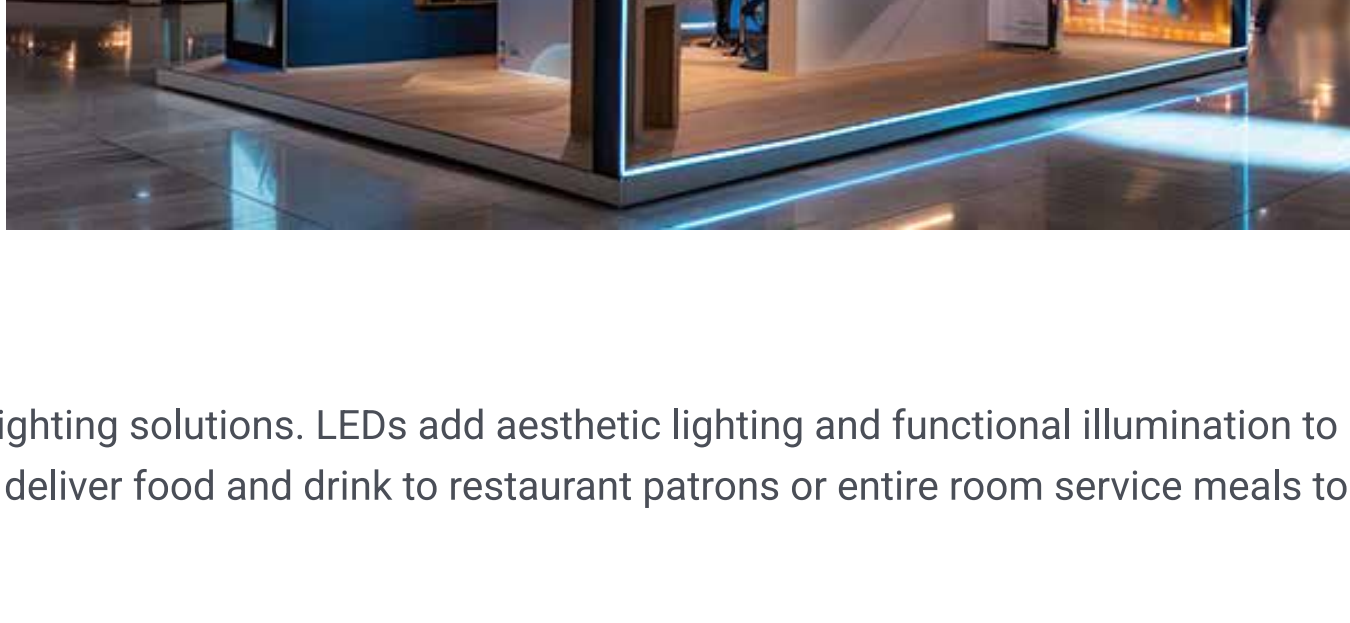 ighting solutions. LEDs add aesthetic lighting and functional illumination to
deliver food and drink to restaurant patrons or entire room service meals to